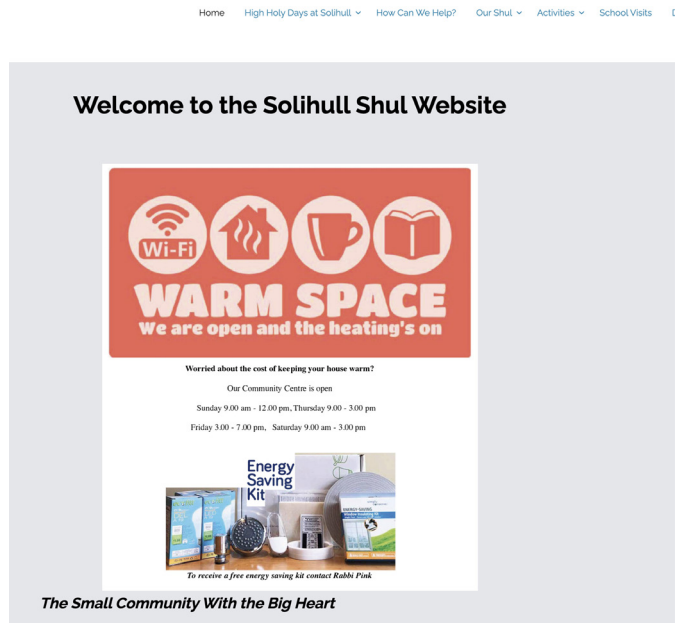 Home High Holy Days at Solihull How Can We Help? Our Shul Activities School Visits
Welcome to the Solihull Shul Website
Wi-Fi
WARM SPACE
We are open and the heating's on
Worried about the cost of keeping your house warm?
Our Community Centre is open
Sunday 9.00 am - 12.00 pm, Thursday 9.00 - 3.00 pm
Friday 3.00 - 7.00 pm, Saturday 9.00 am - 3.00 pm
Energy
Saving
Kit
ENERGY-SAVING
To receive a free energy saving kit contact Rabbi Pink
The Small Community With the Big Heart